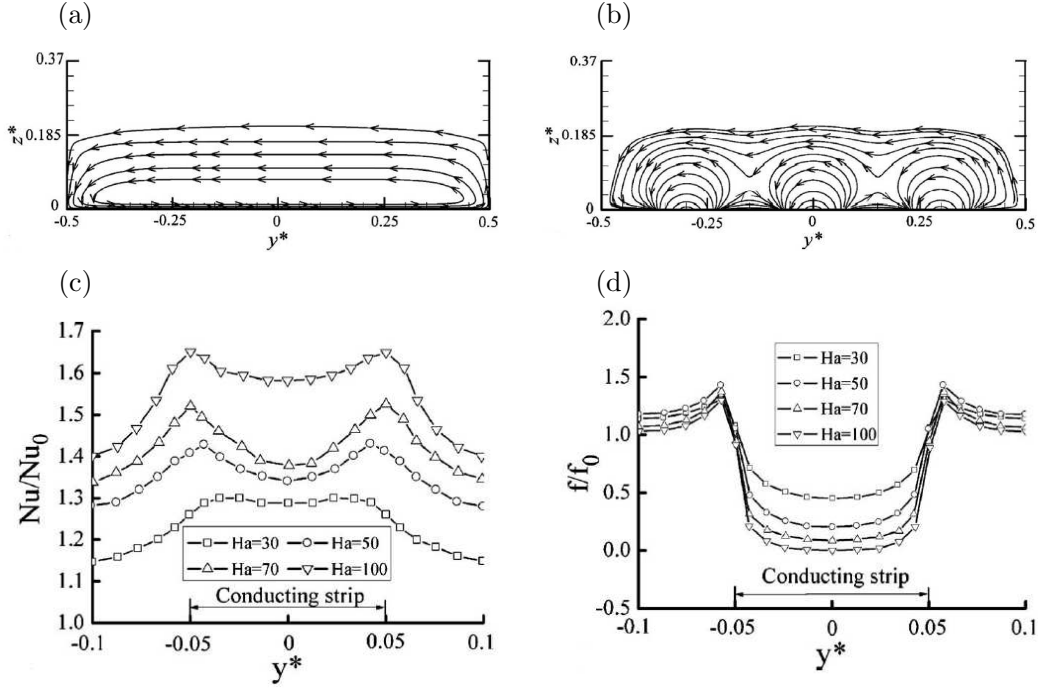 (a)
(b)
0.37
z*
0.185
0
-0.5
-0.25
0
0.25
0.5
y*
0.37
z*
0.185
0
-0.5
-0.25
0
0.25
0.5
y*
(c)
(d)
Nu/Nu0
1.7
1.6
1.5
1.4
1.3
1.2
1.1
1.0
Ha=30
Ha=50
Ha=70
Ha=100
Conducting strip
-0.1
-0.05
0
0.05
0.1
y*
f/f0
2.0
1.5
1.0
0.5
0.0
-0.5
Ha=30
Ha=50
Ha=70
Ha=100
Conducting strip
-0.1
-0.05
0
0.05
0.1
y*